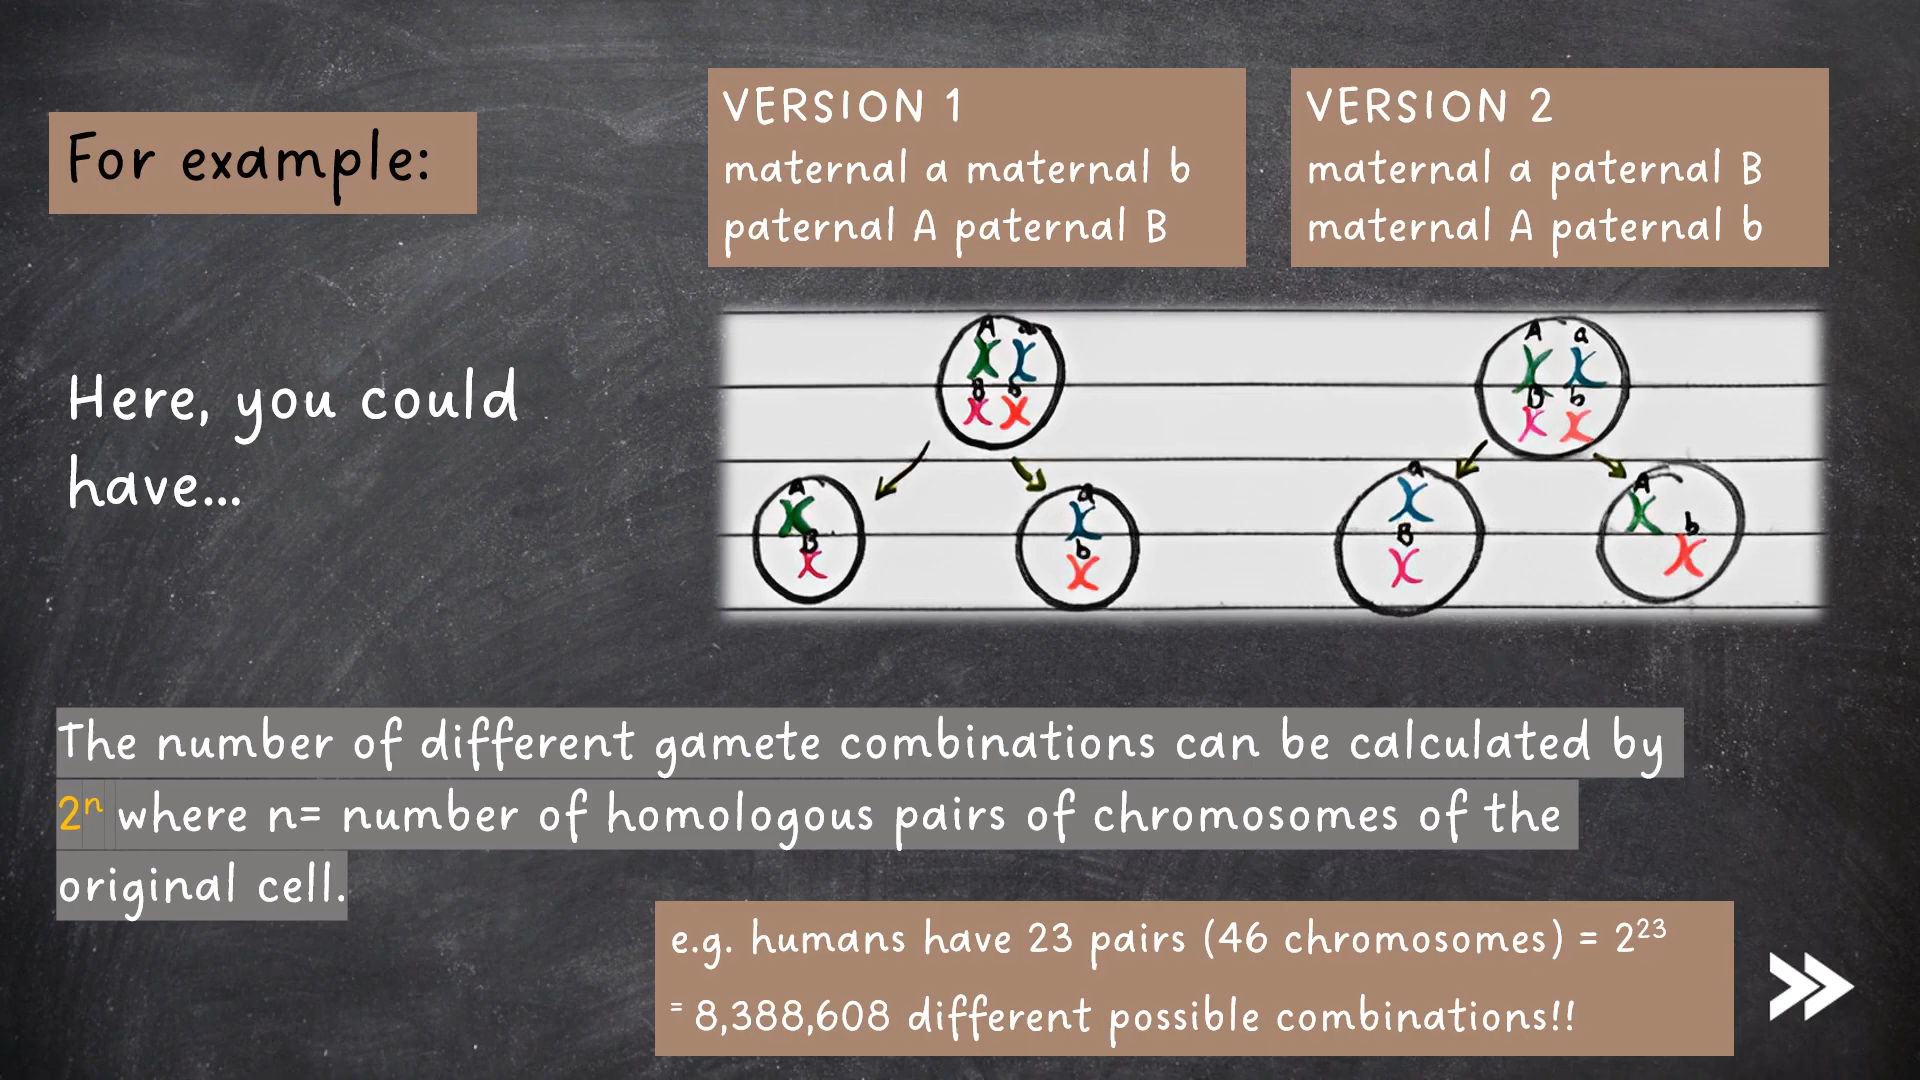 For example:
VERSION 1
maternal a maternal b
paternal A paternal B
VERSION 2
maternal a paternal B
maternal A paternal b
Here, you could
have...
A a
B b
A
B
a
b
A a
B b
a
B
A
b
The number of different gamete combinations can be calculated by
2ⁿ where n= number of homologous pairs of chromosomes of the
original cell.
e.g. humans have 23 pairs (46 chromosomes) = 2²³
= 8,388,608 different possible combinations!!